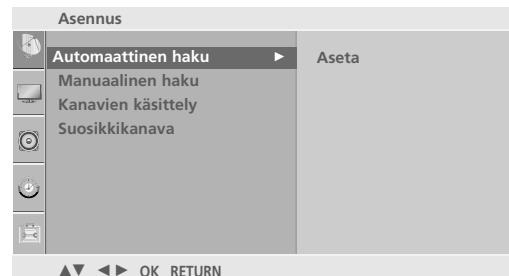 Asennus
Automaattinen haku ► Aseta
Manuaalinen haku
Kanavien käsittely
Suosikkikanava
▲▼ ◄► OK RETURN